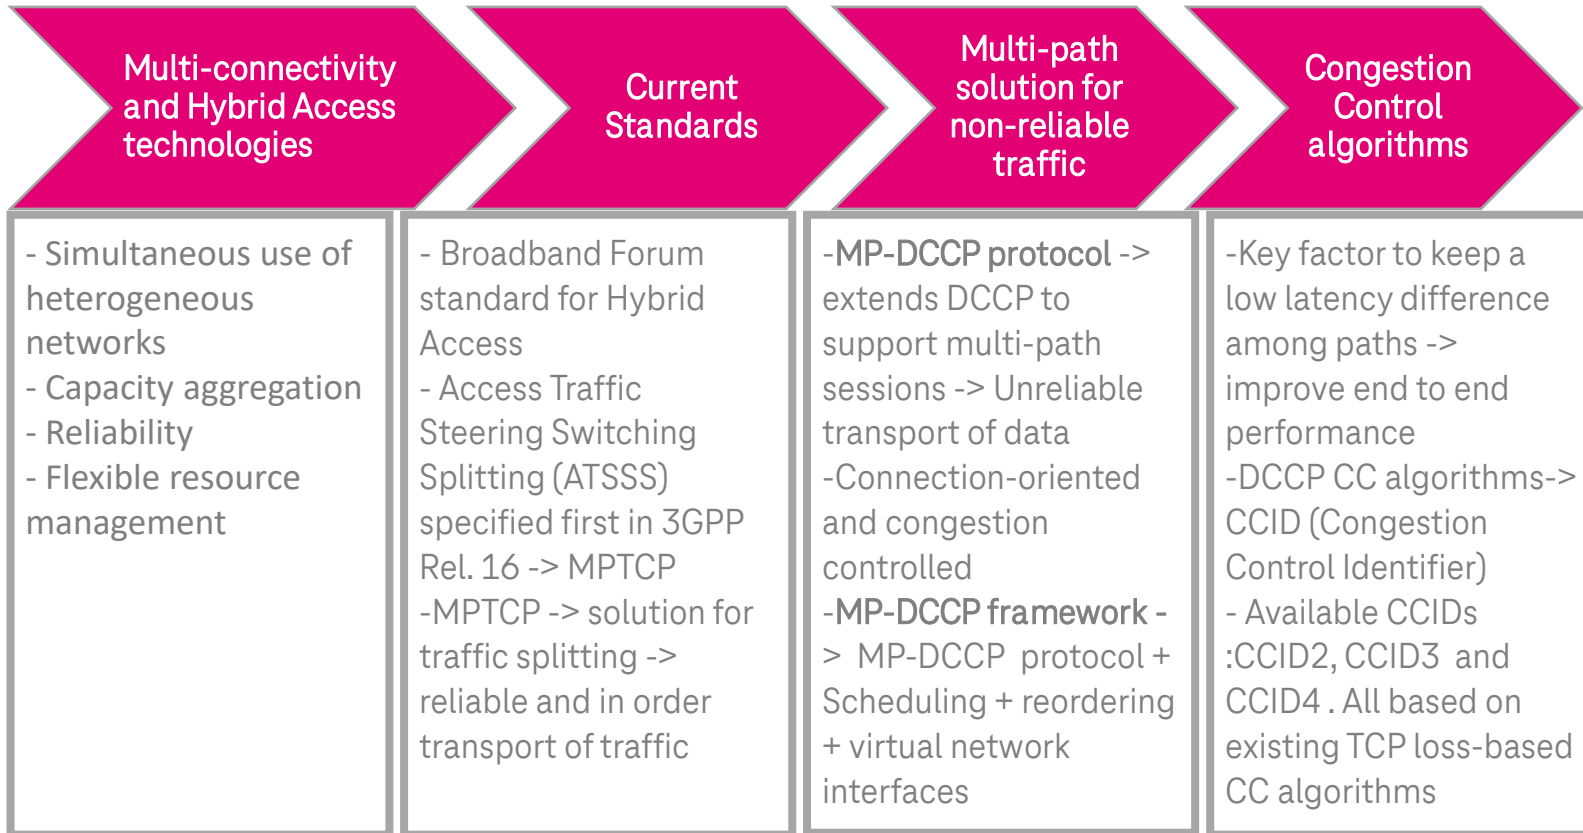 Multi-connectivity
and Hybrid Access
technologies
Current
Standards
Multi-path
solution for
non-reliable
traffic
Congestion
Control
algorithms
- Simultaneous use of
heterogeneous
networks
- Capacity aggregation
- Reliability
- Flexible resource
management
- Broadband Forum
standard for Hybrid
Access
- Access Traffic
Steering Switching
Splitting (ATSSS)
specified first in 3GPP
Rel. 16 -> MPTCP
-MPTCP -> solution for
traffic splitting ->
reliable and in order
transport of traffic
-MP-DCCP protocol ->
extends DCCP to
support multi-path
sessions -> Unreliable
transport of data
-Connection-oriented
and congestion
controlled
-MP-DCCP framework -
> MP-DCCP protocol +
Scheduling + reordering
+ virtual network
interfaces
-Key factor to keep a
low latency difference
among paths ->
improve end to end
performance
-DCCP CC algorithms->
CCID (Congestion
Control Identifier)
- Available CCIDs
:CCID2, CCID3 and
CCID4 . All based on
existing TCP loss-based
CC algorithms